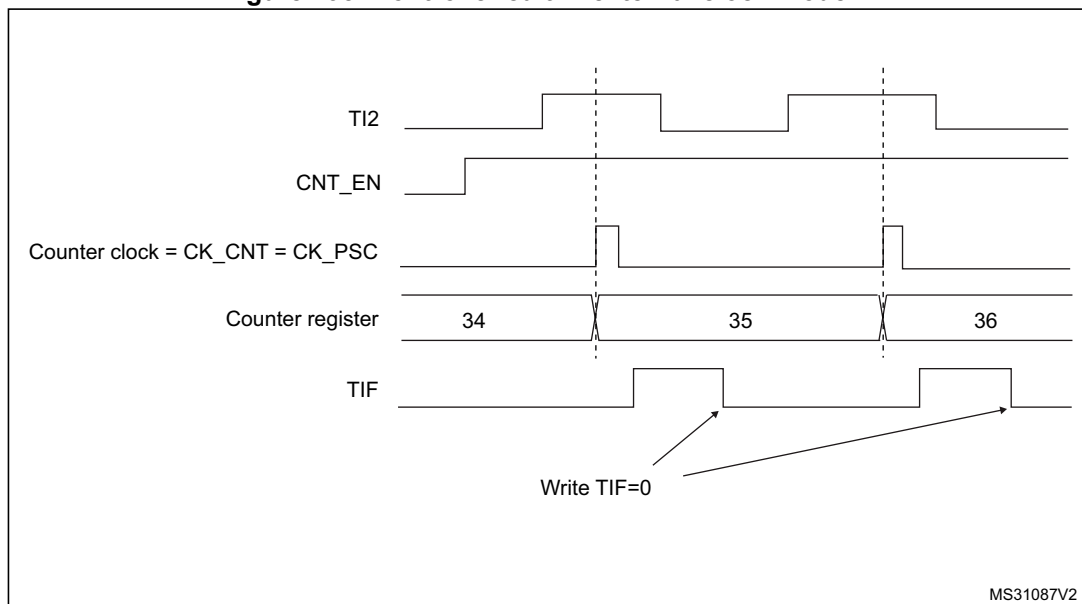 TI2
CNT_EN
Counter clock = CK_CNT = CK_PSC
Counter register 34 35 36
TIF
Write TIF=0
MS31087V2